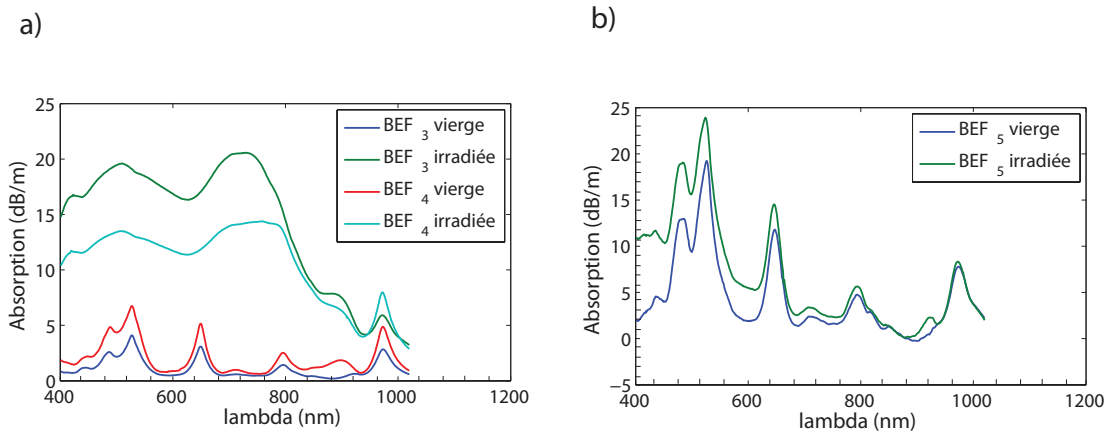 a)
25
20
15
10
5
0
Absorption (dB/m)
400 600 800 1000 1200
lambda (nm)
BEF 3 vierge
BEF 3 irradiée
BEF 4 vierge
BEF 4 irradiée
b)
25
20
15
10
5
0
−5
Absorption (dB/m)
400 600 800 1000 1200
lambda (nm)
BEF 5 vierge
BEF 5 irradiée